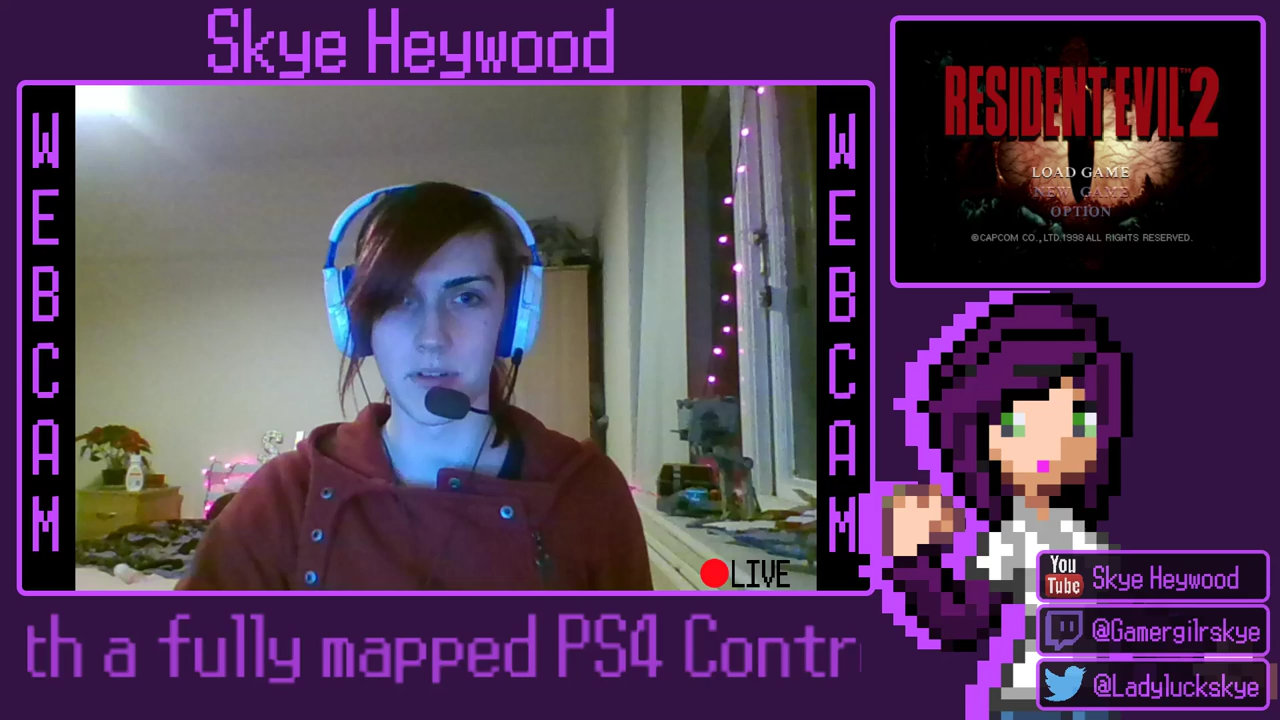 Skye Heywood
WEBCAM
WEBCAM
LIVE
RESIDENT EVIL 2
LOAD GAME
NEW GAME
OPTION
©CAPCOM CO., LTD.1998 ALL RIGHTS RESERVED.
th a fully mapped PS4 Contr
You Tube
Skye Heywood
@Gamergilrskye
@Ladyluckskye